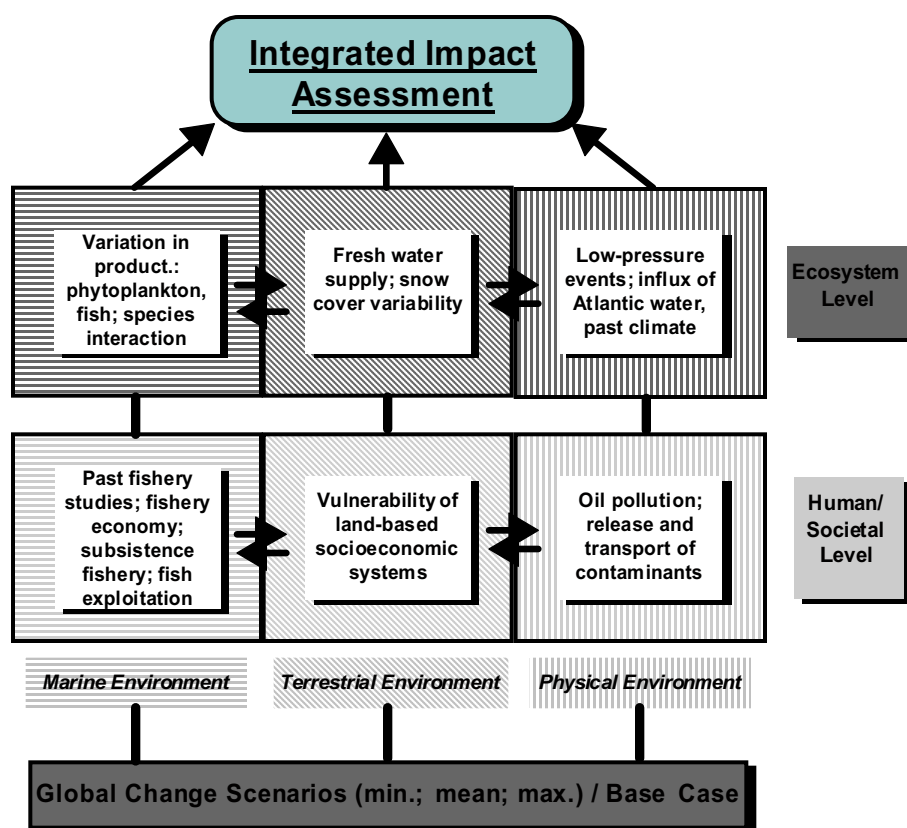 Integrated Impact
Assessment
Variation in
product.:
phytoplankton,
fish; species
interaction
Fresh water
supply; snow
cover variability
Low-pressure
events; influx of
Atlantic water,
past climate
Ecosystem
Level
Past fishery
studies; fishery
economy;
subsistence
fishery; fish
exploitation
Vulnerability of
land-based
socioeconomic
systems
Oil pollution;
release and
transport of
contaminants
Human/
Societal
Level
Marine Environment
Terrestrial Environment
Physical Environment
Global Change Scenarios (min.; mean; max.) / Base Case